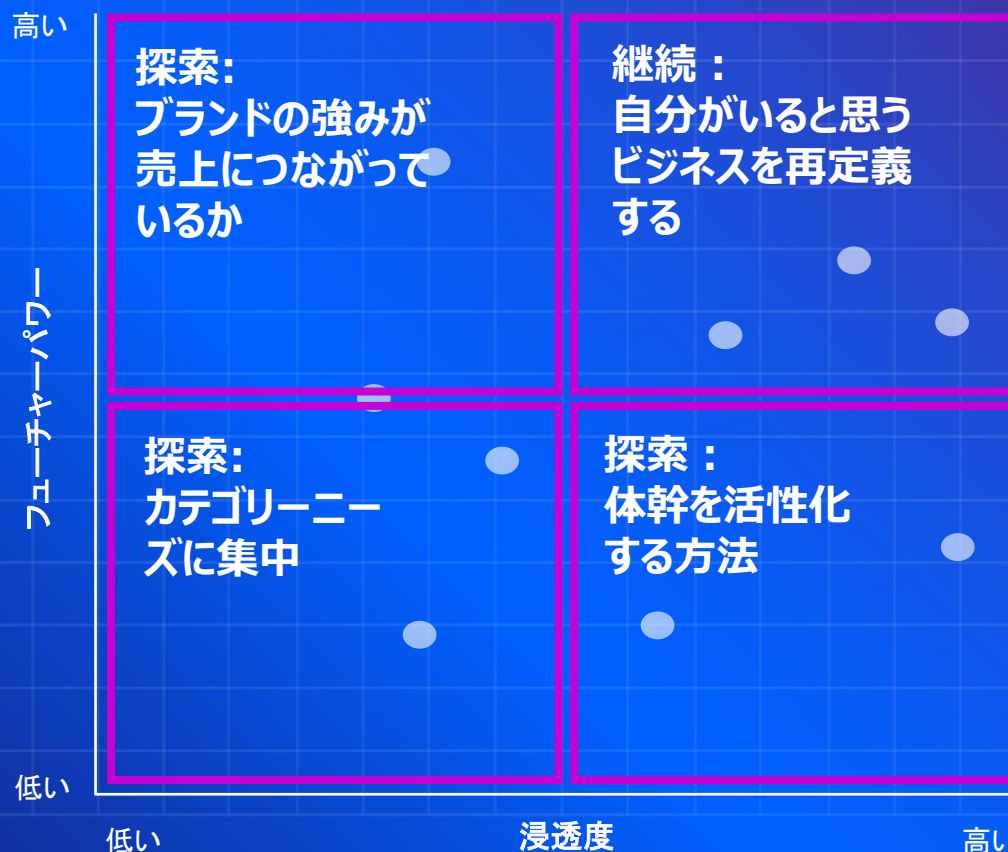 高い
探索:
ブランドの強みが
売上につながって
いるか
継続：
自分がいると思う
ビジネスを再定義
する
フューチャーパワー
探索:
カテゴリーニー
ズに集中
探索：
体幹を活性化
する方法
低い
低い
浸透度
高い